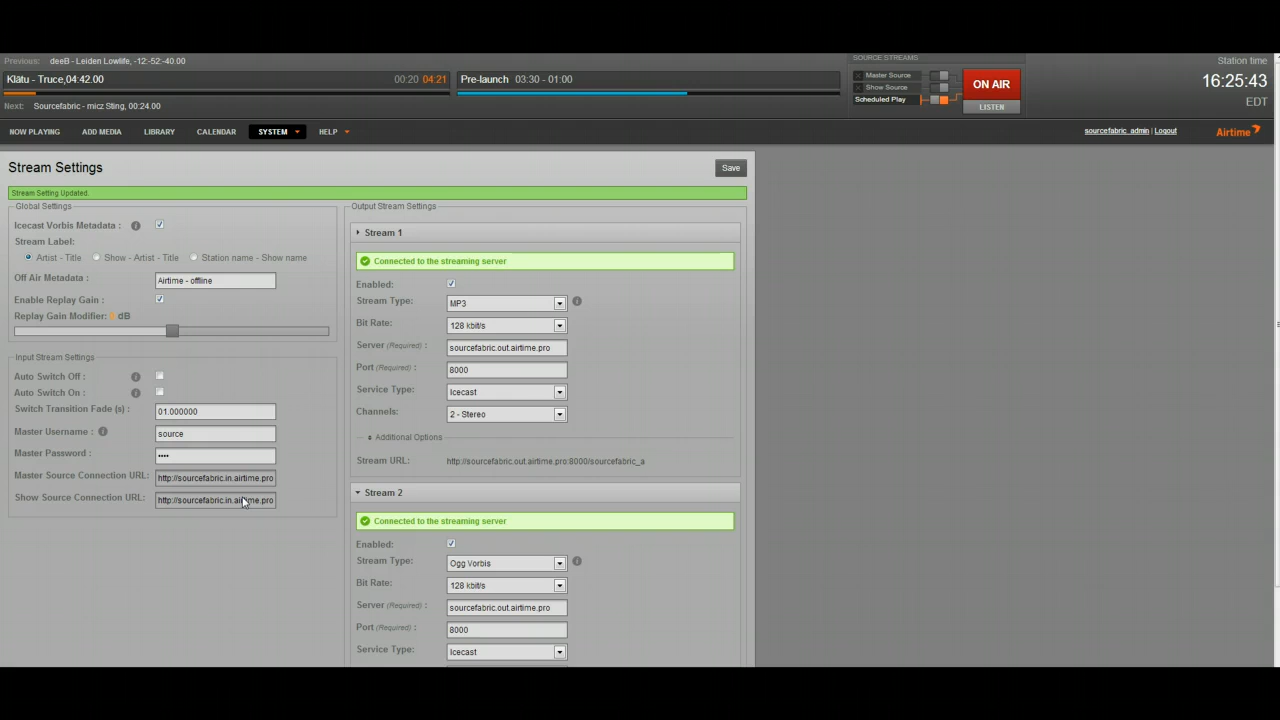 Previous: deeB - Leiden Lowlife, -12:-52:-40.00
SOURCE STREAMS
Station time
Klátu - Truce,04:42.00 00:20 04:21
Pre-launch 03:30 - 01:00
Master Source
Show Source
Scheduled Play
ON AIR
LISTEN
16:25:43
EDT
Next: Sourcefabric - micz Sting, 00:24.00
NOW PLAYING ADD MEDIA LIBRARY CALENDAR SYSTEM HELP
sourcefabric_admin | Logout
Airtime
Stream Settings
Save
Stream Setting Updated.
Global Settings
Icecast Vorbis Metadata :
Stream Label:
Artist - Title Show - Artist - Title Station name - Show name
Off Air Metadata : Airtime - offline
Enable Replay Gain :
Replay Gain Modifier: dB
Input Stream Settings
Auto Switch Off :
Auto Switch On :
Switch Transition Fade (s) : 01.000000
Master Username : source
Master Password : ••••
Master Source Connection URL: http://sourcefabric.in.airtime.pro
Show Source Connection URL: http://sourcefabric.in.airtime.pro
Output Stream Settings
Stream 1
Connected to the streaming server
Enabled:
Stream Type: MP3
Bit Rate: 128 kbit/s
Server (Required) : sourcefabric.out.airtime.pro
Port (Required) : 8000
Service Type: Icecast
Channels: 2 - Stereo
Additional Options
Stream URL: http://sourcefabric.out.airtime.pro:8000/sourcefabric_a
Stream 2
Connected to the streaming server
Enabled:
Stream Type: Ogg Vorbis
Bit Rate: 128 kbit/s
Server (Required) : sourcefabric.out.airtime.pro
Port (Required) : 8000
Service Type: Icecast